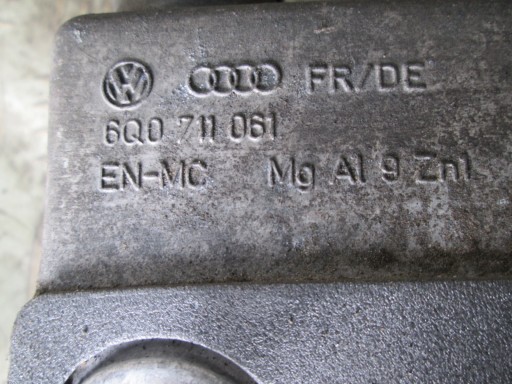 FR/DE
6Q0 711 061
EN-MC Mg Al 9 Zn1